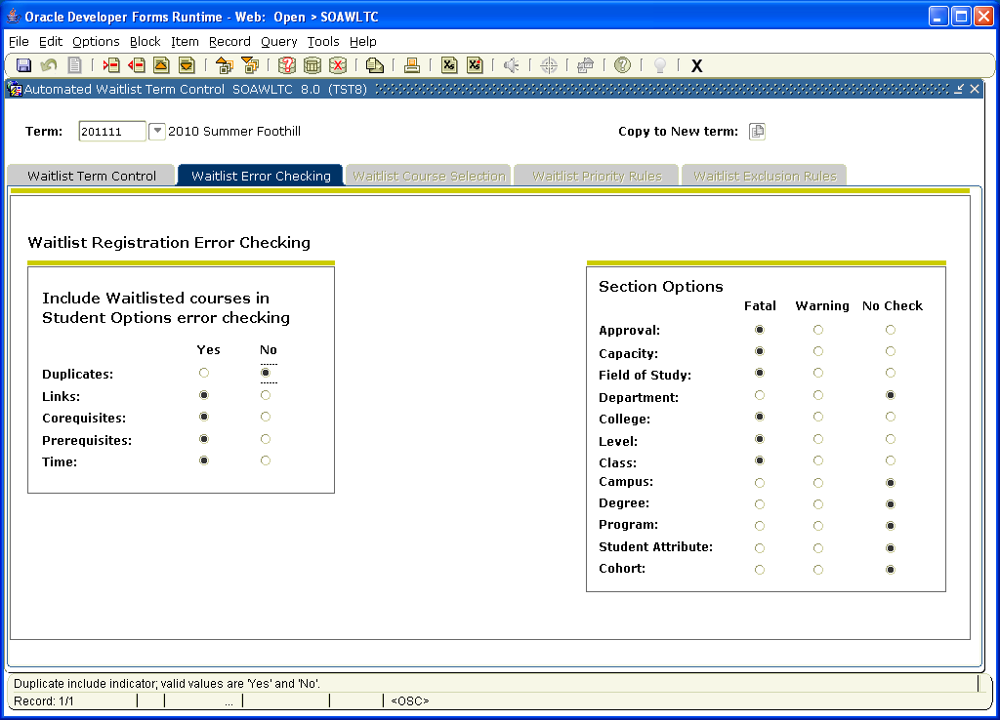 Oracle Developer Forms Runtime - Web: Open > SOAWLTC
File Edit Options Block Item Record Query Tools Help
X
Automated Waitlist Term Control SOAWLTC 8.0 (TST8)
Term: 201111 2010 Summer Foothill Copy to New term:
Waitlist Term Control Waitlist Error Checking Waitlist Course Selection Waitlist Priority Rules Waitlist Exclusion Rules
Waitlist Registration Error Checking
Include Waitlisted courses in
Student Options error checking
Yes No
Duplicates:
Links:
Corequisites:
Prerequisites:
Time:
Section Options
Fatal Warning No Check
Approval:
Capacity:
Field of Study:
Department:
College:
Level:
Class:
Campus:
Degree:
Program:
Student Attribute:
Cohort:
Duplicate include indicator; valid values are 'Yes' and 'No'.
Record: 1/1 ... <OSC>